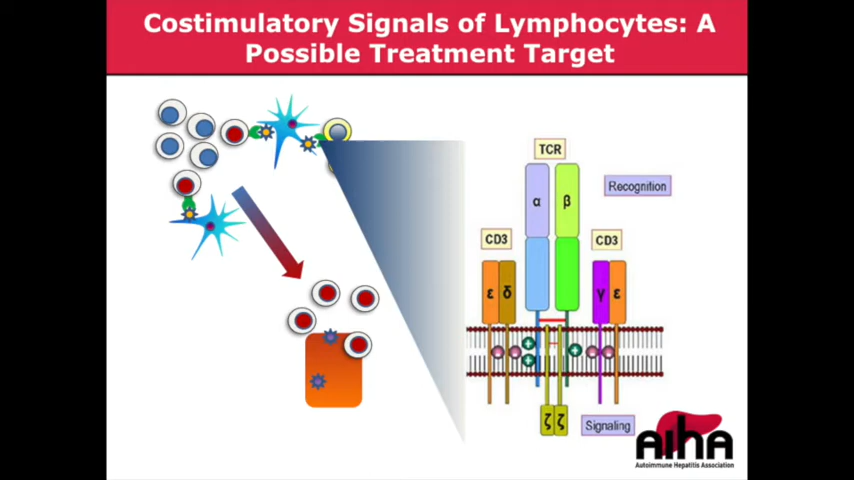 Costimulatory Signals of Lymphocytes: A
Possible Treatment Target
TCR
Recognition
α
β
CD3
CD3
ε
δ
γ
ε
+
+
+
ζ
ζ
Signaling
AIHA
Autoimmune Hepatitis Association